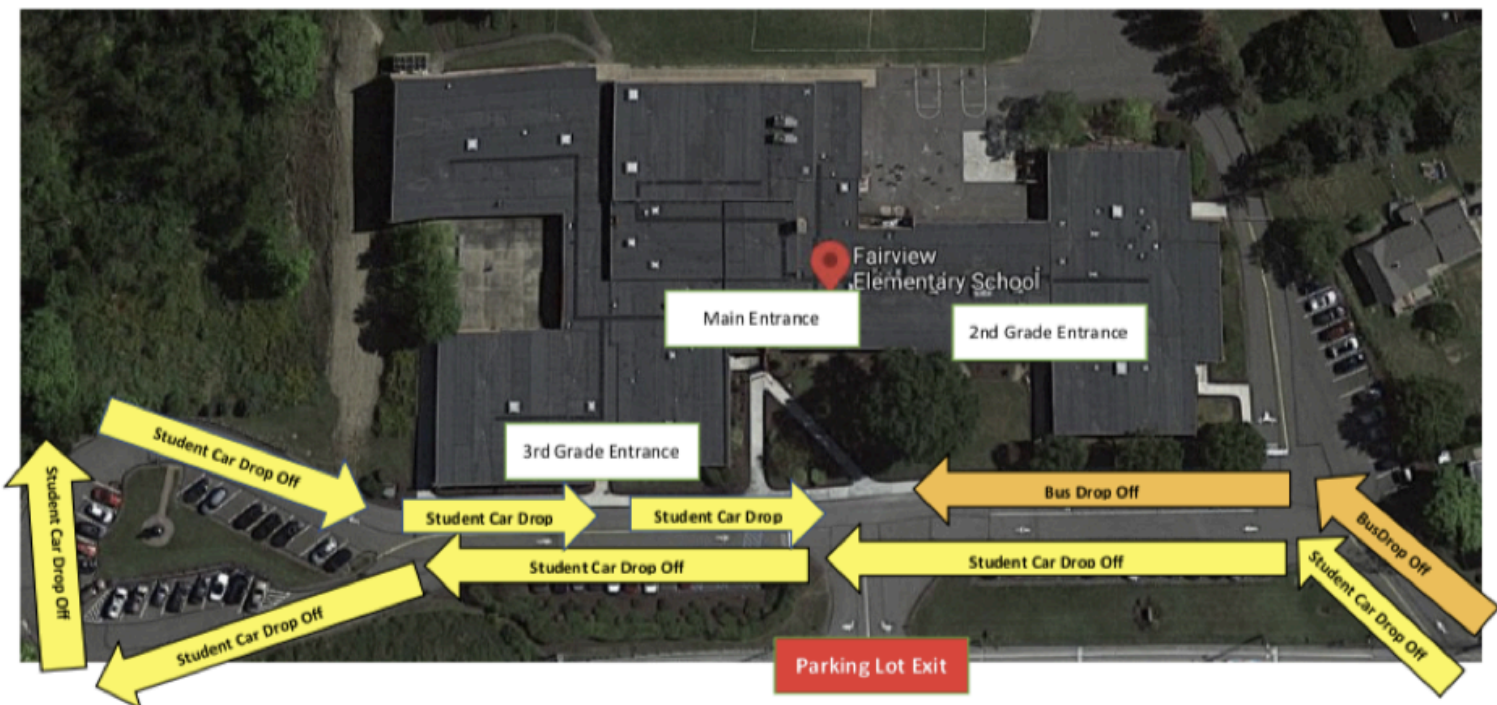 Fairview
Elementary School
Main Entrance
2nd Grade Entrance
3rd Grade Entrance
Student Car Drop Off
Student Car Drop Off
Student Car Drop
Student Car Drop
Bus Drop Off
BusDrop Off
Student Car Drop Off
Student Car Drop Off
Student Car Drop Off
Student Car Drop Off
Parking Lot Exit